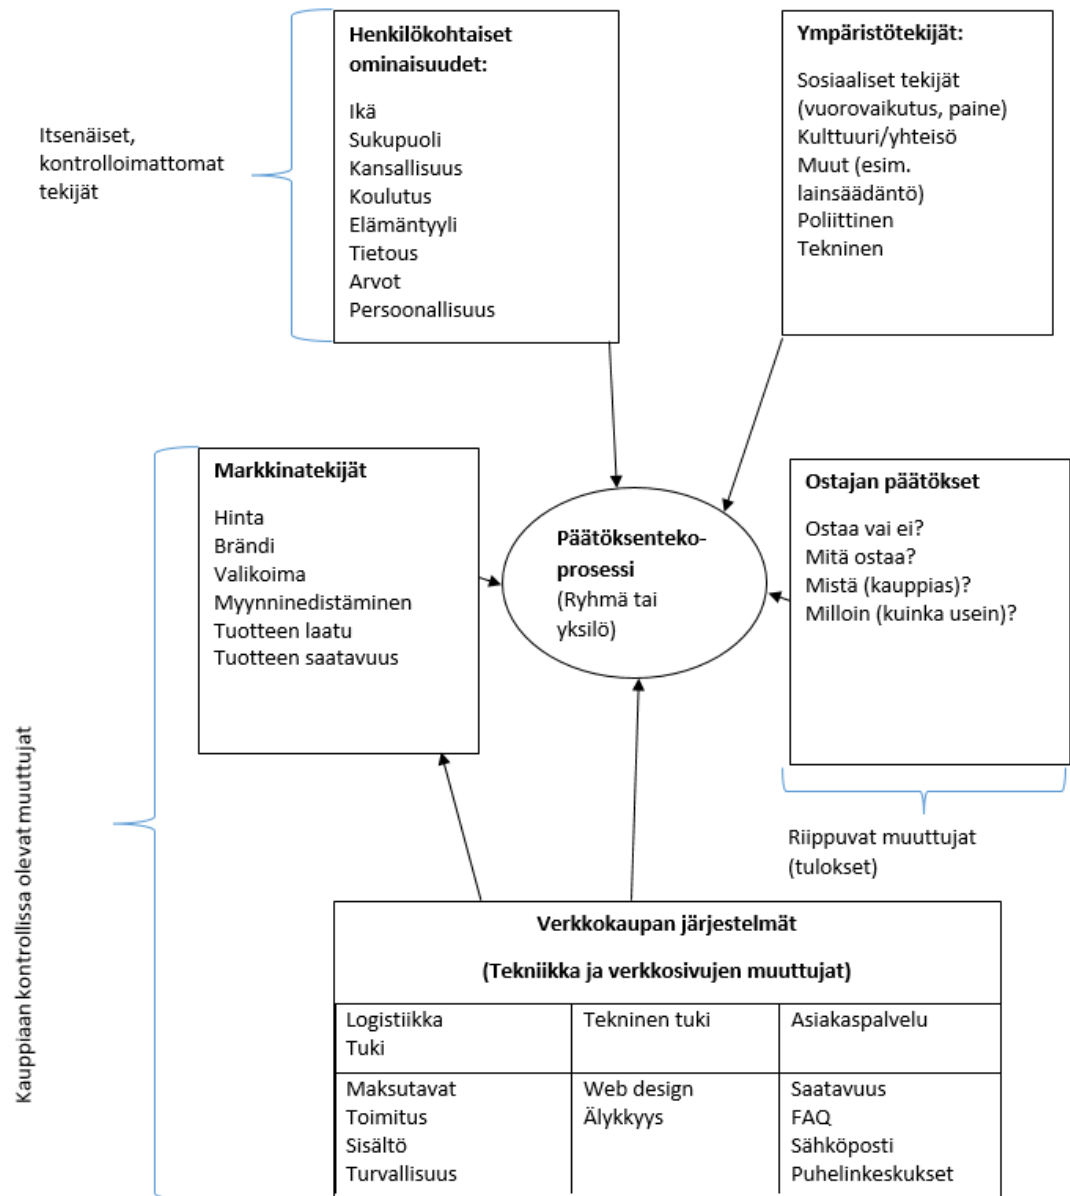 Henkilökohtaiset
ominaisuudet:
Ikä
Sukupuoli
Kansallisuus
Koulutus
Elämäntyyli
Tietous
Arvot
Persoonallisuus
Ympäristötekijät:
Sosiaaliset tekijät
(vuorovaikutus, paine)
Kulttuuri/yhteisö
Muut (esim.
lainsäädäntö)
Poliittinen
Tekninen
Itsenäiset,
kontrolloimattomat
tekijät
Markkinatekijät
Hinta
Brändi
Valikoima
Myynninedistäminen
Tuotteen laatu
Tuotteen saatavuus
Päätöksenteko-
prosessi
(Ryhmä tai
yksilö)
Ostajan päätökset
Ostaa vai ei?
Mitä ostaa?
Mistä (kauppias)?
Milloin (kuinka usein)?
Riippuvat muuttujat
(tulokset)
Kauppiaan kontrollissa olevat muuttujat
Verkkokaupan järjestelmät
(Tekniikka ja verkkosivujen muuttujat)
Logistiikka
Tuki
Tekninen tuki
Asiakaspalvelu
Maksutavat
Toimitus
Sisältö
Turvallisuus
Web design
Älykkyys
Saatavuus
FAQ
Sähköposti
Puhelinkeskukset